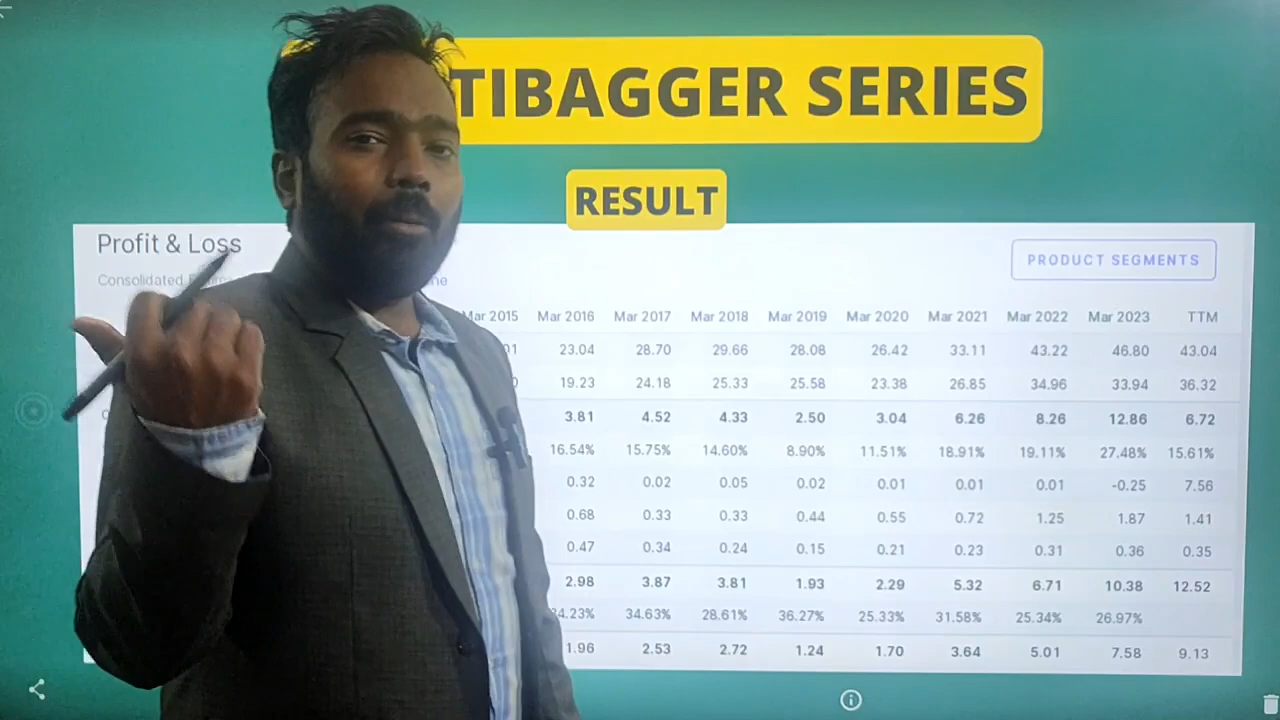 TIBAGGER SERIES
RESULT
Profit & Loss
PRODUCT SEGMENTS
Consolidated
Mar 2015 Mar 2016 Mar 2017 Mar 2018 Mar 2019 Mar 2020 Mar 2021 Mar 2022 Mar 2023 TTM
23.04 28.70 29.66 28.08 26.42 33.11 43.22 46.80 43.04
19.23 24.18 25.33 25.58 23.38 26.85 34.96 33.94 36.32
3.81 4.52 4.33 2.50 3.04 6.26 8.26 12.86 6.72
16.54% 15.75% 14.60% 8.90% 11.51% 18.91% 19.11% 27.48% 15.61%
0.32 0.02 0.05 0.02 0.01 0.01 0.01 -0.25 7.56
0.68 0.33 0.33 0.44 0.55 0.72 1.25 1.87 1.41
0.47 0.34 0.24 0.15 0.21 0.23 0.31 0.36 0.35
2.98 3.87 3.81 1.93 2.29 5.32 6.71 10.38 12.52
34.63% 28.61% 36.27% 25.33% 31.58% 25.34% 26.97%
1.96 2.53 2.72 1.24 1.70 3.64 5.01 7.58 9.13